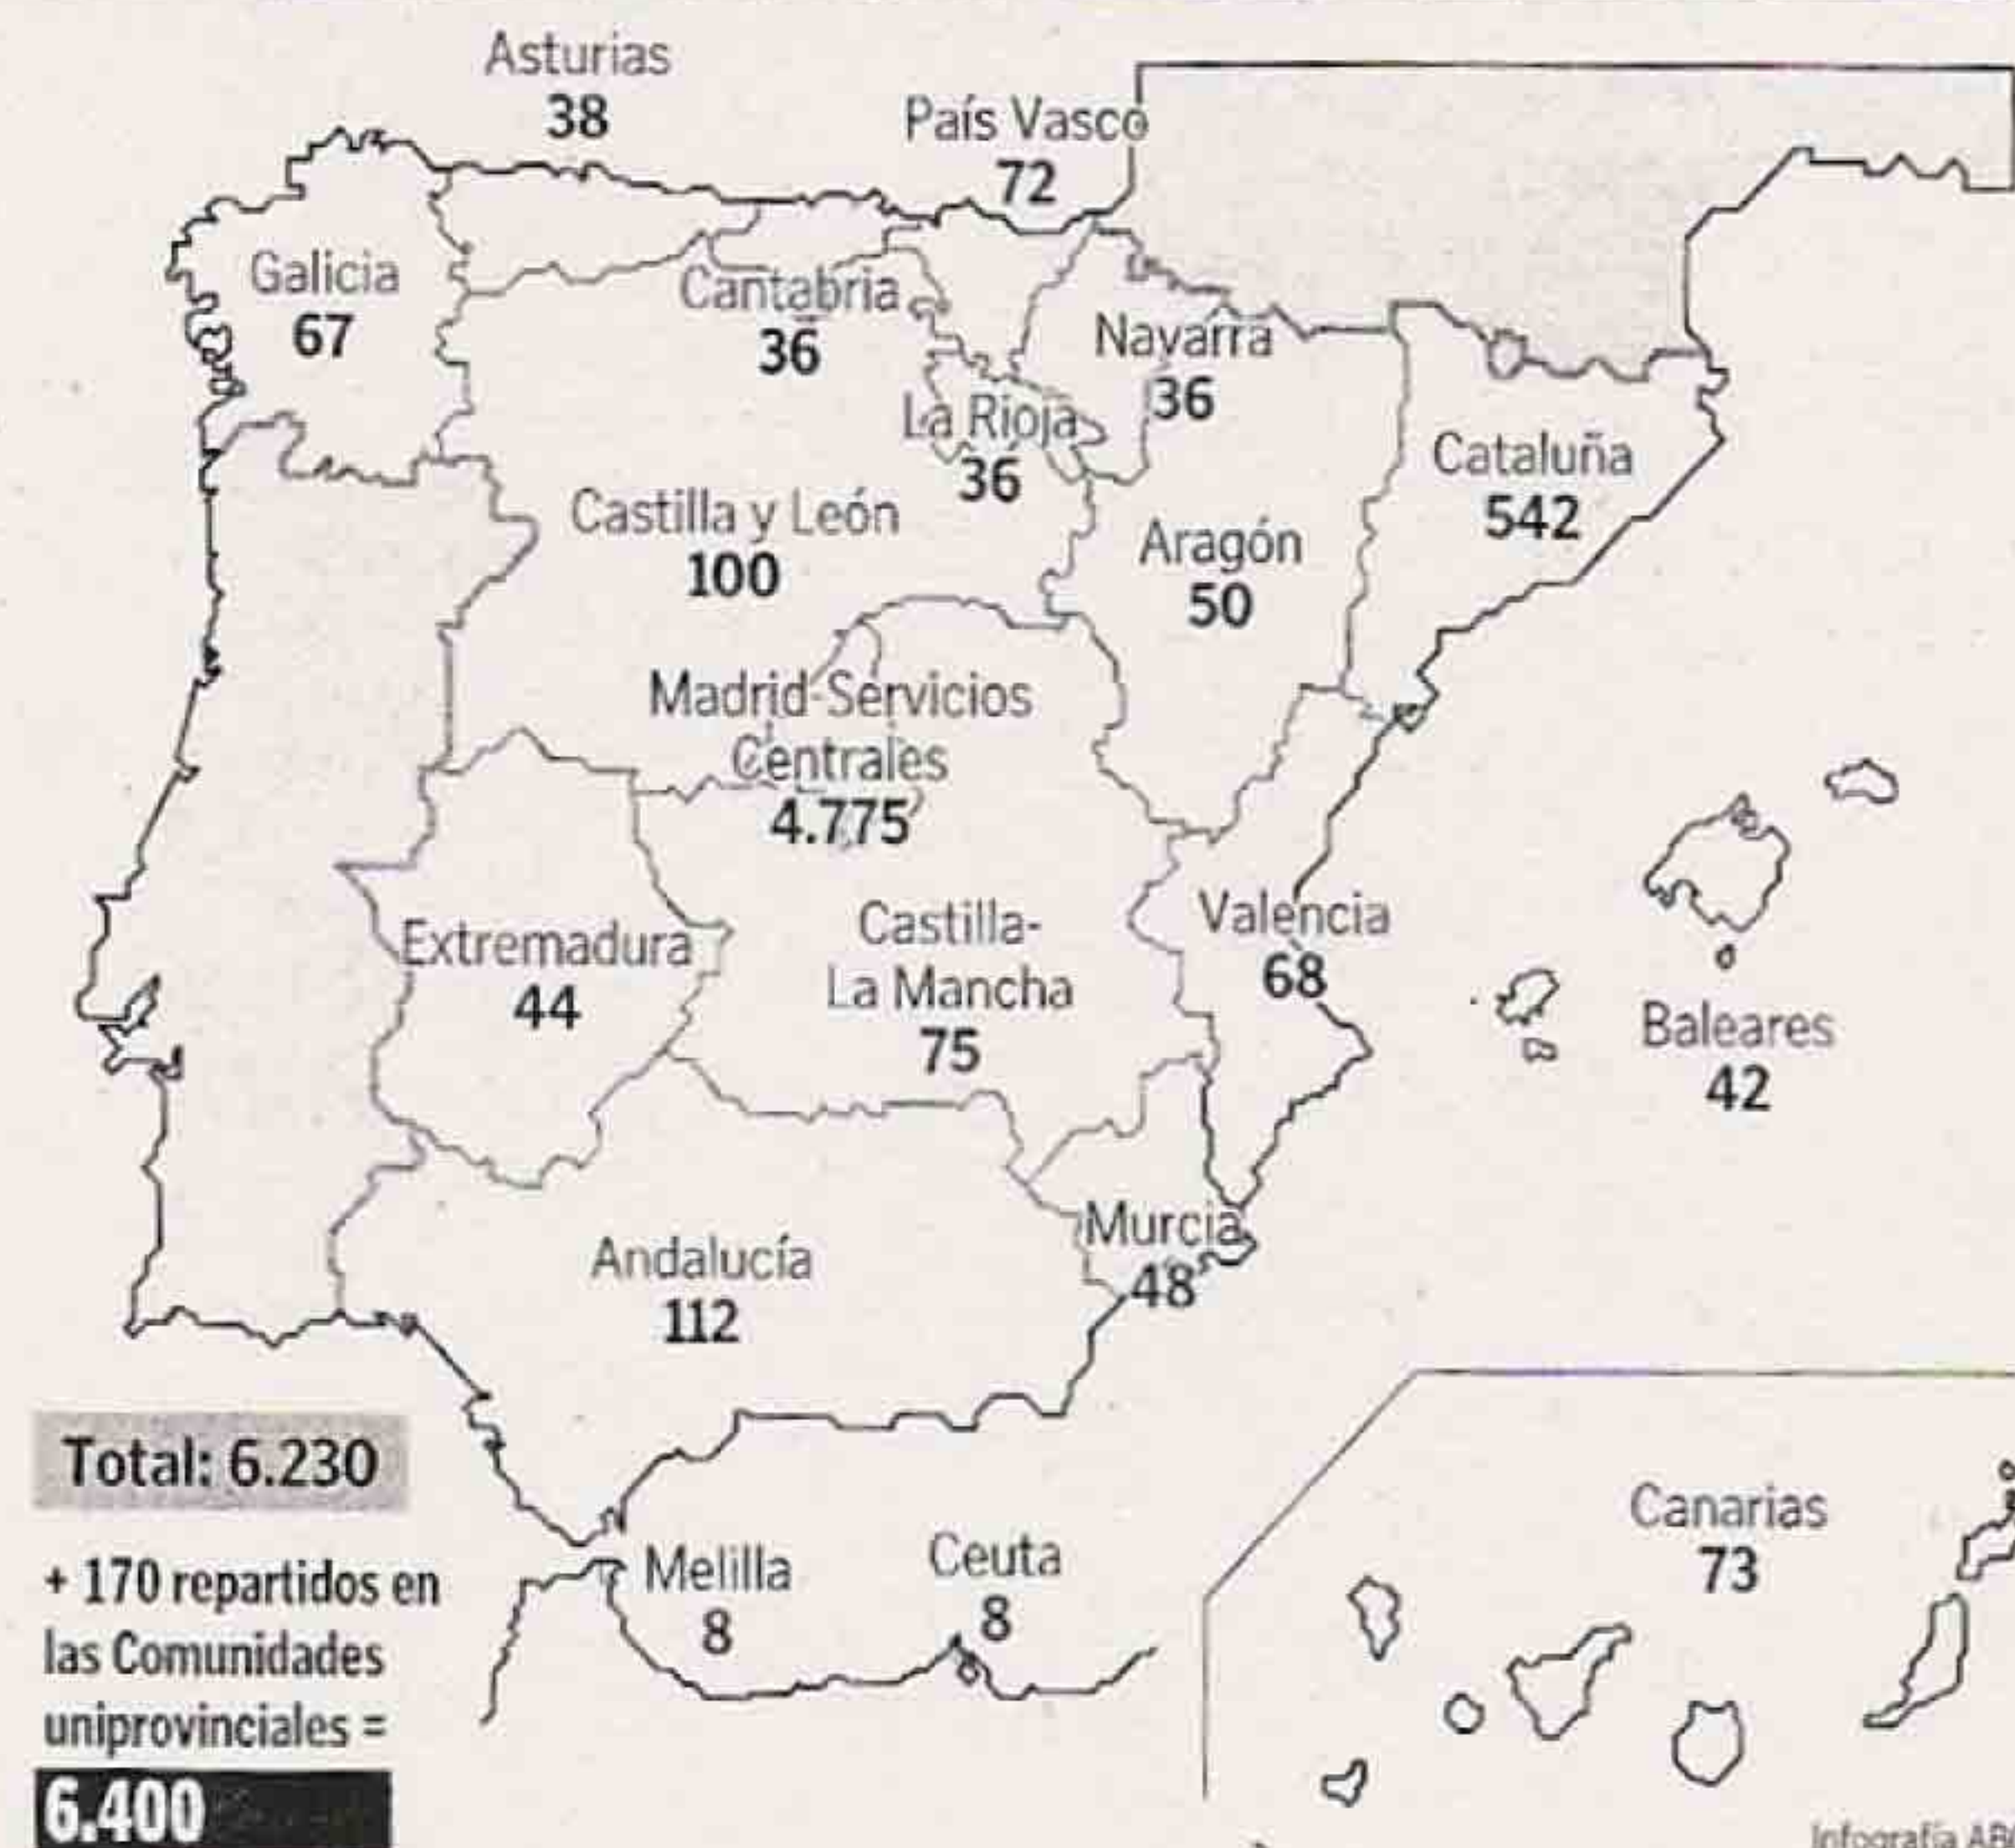 Asturias
38
País Vasco
72
Galicia
67
Cantabria
36
Navarra
36
La Rioja
36
Cataluña
542
Castilla y León
100
Aragón
50
Madrid-Servicios
Centrales
4.775
Extremadura
44
Castilla-
La Mancha
75
Valencia
68
Baleares
42
Andalucía
112
Murcia
48
Total: 6.230
+ 170 repartidos en
las Comunidades
uniprovinciales =
6.400
Melilla
8
Ceuta
8
Canarias
73
Infografía